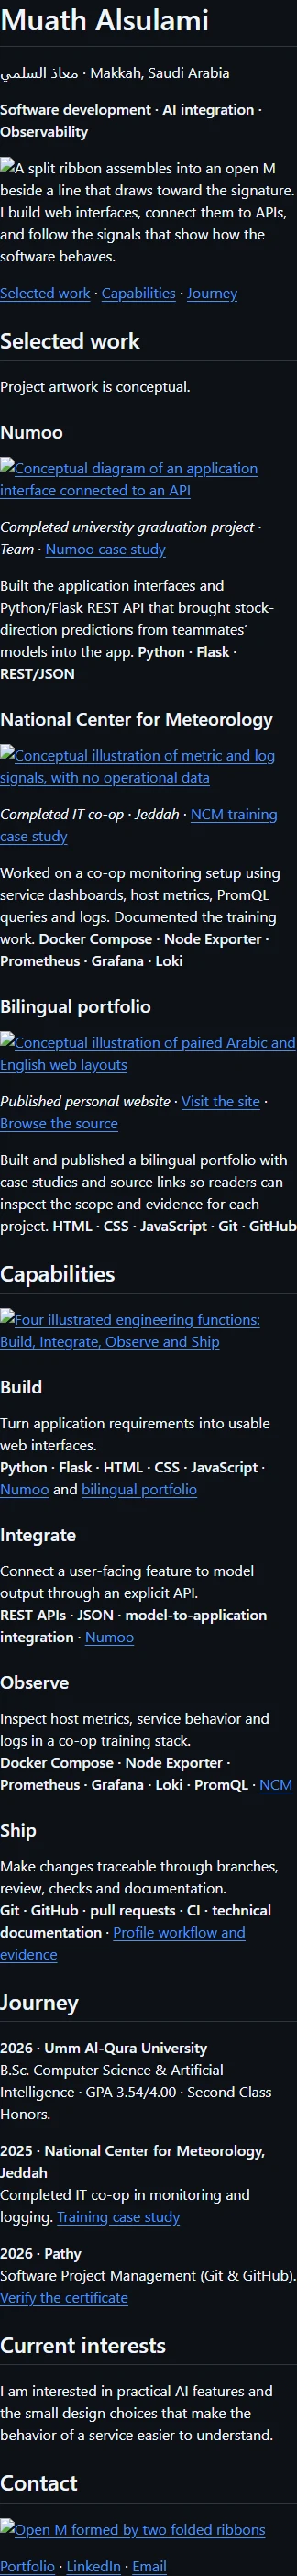 Muath Alsulami
معاذ السلمي · Makkah, Saudi Arabia
Software development · AI integration ·
Observability
A split ribbon assembles into an open M
beside a line that draws toward the signature.
I build web interfaces, connect them to APIs,
and follow the signals that show how the
software behaves.
Selected work · Capabilities · Journey
Selected work
Project artwork is conceptual.
Numoo
Conceptual diagram of an application
interface connected to an API
Completed university graduation project ·
Team · Numoo case study
Built the application interfaces and
Python/Flask REST API that brought stock-
direction predictions from teammates’
models into the app. Python · Flask ·
REST/JSON
National Center for Meteorology
Conceptual illustration of metric and log
signals, with no operational data
Completed IT co-op · Jeddah · NCM training
case study
Worked on a co-op monitoring setup using
service dashboards, host metrics, PromQL
queries and logs. Documented the training
work. Docker Compose · Node Exporter ·
Prometheus · Grafana · Loki
Bilingual portfolio
Conceptual illustration of paired Arabic and
English web layouts
Published personal website · Visit the site ·
Browse the source
Built and published a bilingual portfolio with
case studies and source links so readers can
inspect the scope and evidence for each
project. HTML · CSS · JavaScript · Git · GitHub
Capabilities
Four illustrated engineering functions:
Build, Integrate, Observe and Ship
Build
Turn application requirements into usable
web interfaces.
Python · Flask · HTML · CSS · JavaScript ·
Numoo and bilingual portfolio
Integrate
Connect a user-facing feature to model
output through an explicit API.
REST APIs · JSON · model-to-application
integration · Numoo
Observe
Inspect host metrics, service behavior and
logs in a co-op training stack.
Docker Compose · Node Exporter ·
Prometheus · Grafana · Loki · PromQL · NCM
Ship
Make changes traceable through branches,
review, checks and documentation.
Git · GitHub · pull requests · CI · technical
documentation · Profile workflow and
evidence
Journey
2026 · Umm Al-Qura University
B.Sc. Computer Science & Artificial
Intelligence · GPA 3.54/4.00 · Second Class
Honors.
2025 · National Center for Meteorology,
Jeddah
Completed IT co-op in monitoring and
logging. Training case study
2026 · Pathy
Software Project Management (Git & GitHub).
Verify the certificate
Current interests
I am interested in practical AI features and
the small design choices that make the
behavior of a service easier to understand.
Contact
Open M formed by two folded ribbons
Portfolio · LinkedIn · Email